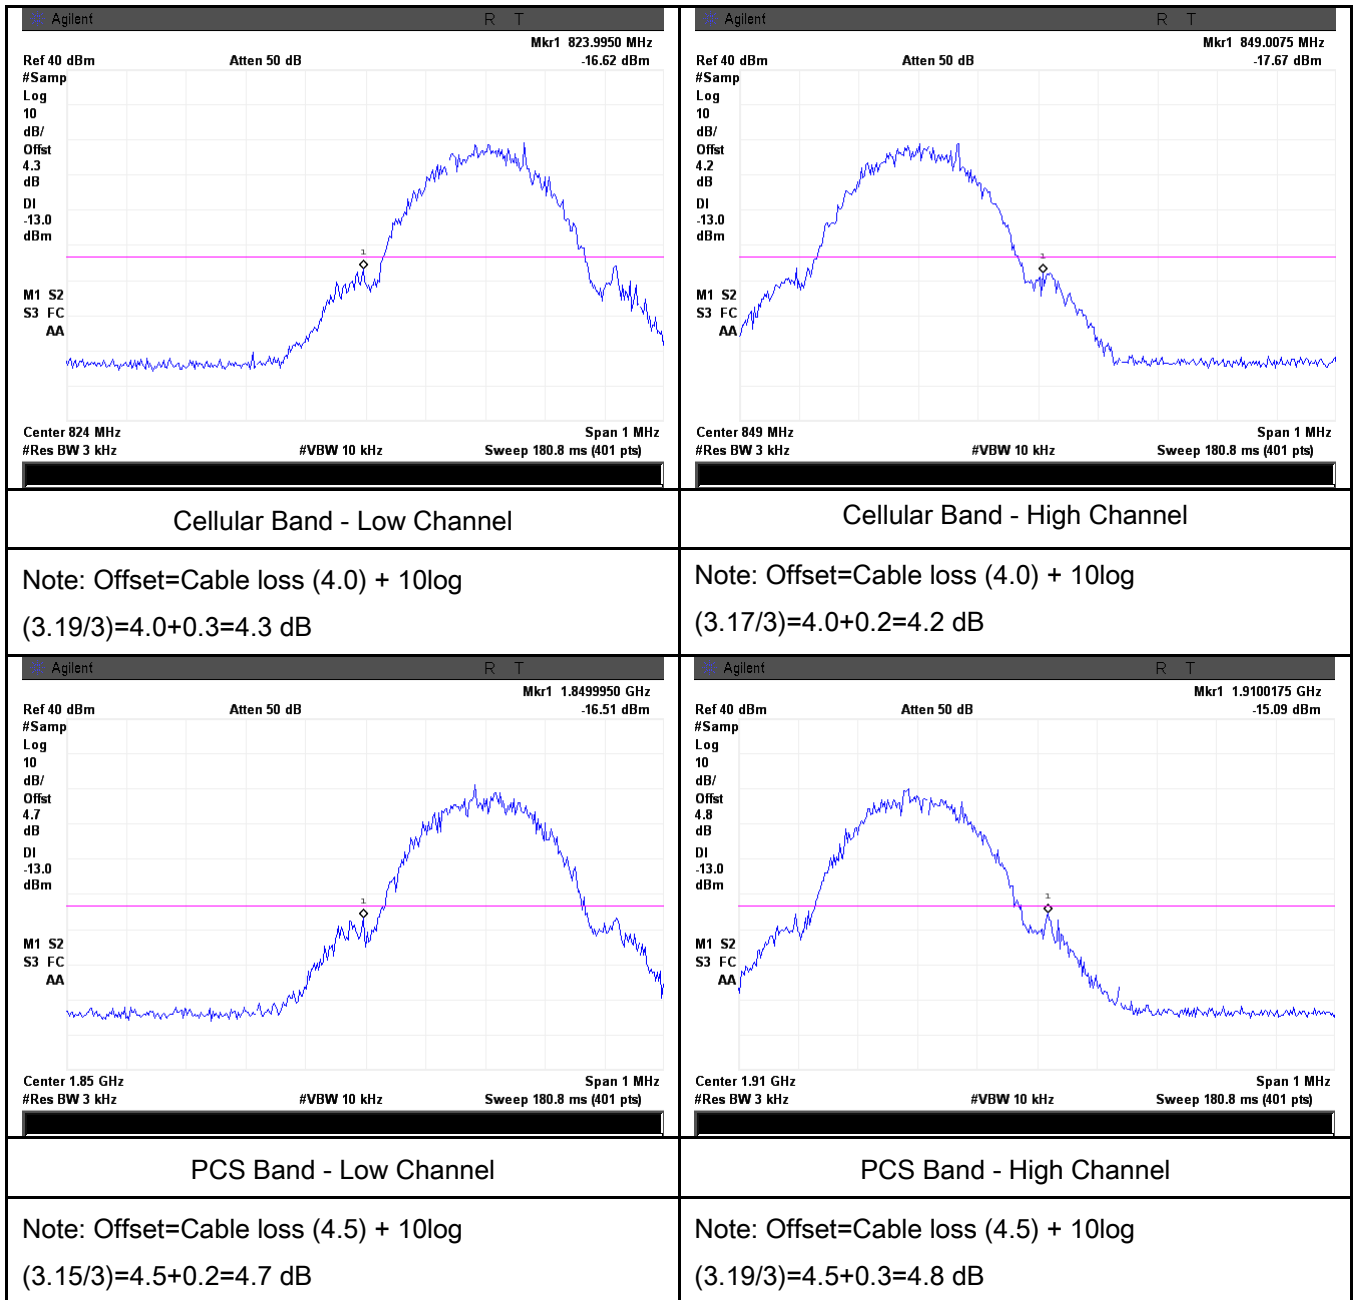 Agilent R T
Mkr1 823.9950 MHz
Ref 40 dBm Atten 50 dB -16.62 dBm
#Samp
Log
10
dB/
Offst
4.3
dB
DI
-13.0
dBm
1
M1 S2
S3 FC
AA
Center 824 MHz Span 1 MHz
#Res BW 3 kHz #VBW 10 kHz Sweep 180.8 ms (401 pts)
Agilent R T
Mkr1 849.0075 MHz
Ref 40 dBm Atten 50 dB -17.67 dBm
#Samp
Log
10
dB/
Offst
4.2
dB
DI
-13.0
dBm
1
M1 S2
S3 FC
AA
Center 849 MHz Span 1 MHz
#Res BW 3 kHz #VBW 10 kHz Sweep 180.8 ms (401 pts)
Cellular Band - Low Channel
Cellular Band - High Channel
Note: Offset=Cable loss (4.0) + 10log
(3.19/3)=4.0+0.3=4.3 dB
Note: Offset=Cable loss (4.0) + 10log
(3.17/3)=4.0+0.2=4.2 dB
Agilent R T
Mkr1 1.8499950 GHz
Ref 40 dBm Atten 50 dB -16.51 dBm
#Samp
Log
10
dB/
Offst
4.7
dB
DI
-13.0
dBm
1
M1 S2
S3 FC
AA
Center 1.85 GHz Span 1 MHz
#Res BW 3 kHz #VBW 10 kHz Sweep 180.8 ms (401 pts)
Agilent R T
Mkr1 1.9100175 GHz
Ref 40 dBm Atten 50 dB -15.09 dBm
#Samp
Log
10
dB/
Offst
4.8
dB
DI
-13.0
dBm
1
M1 S2
S3 FC
AA
Center 1.91 GHz Span 1 MHz
#Res BW 3 kHz #VBW 10 kHz Sweep 180.8 ms (401 pts)
PCS Band - Low Channel
PCS Band - High Channel
Note: Offset=Cable loss (4.5) + 10log
(3.15/3)=4.5+0.2=4.7 dB
Note: Offset=Cable loss (4.5) + 10log
(3.19/3)=4.5+0.3=4.8 dB